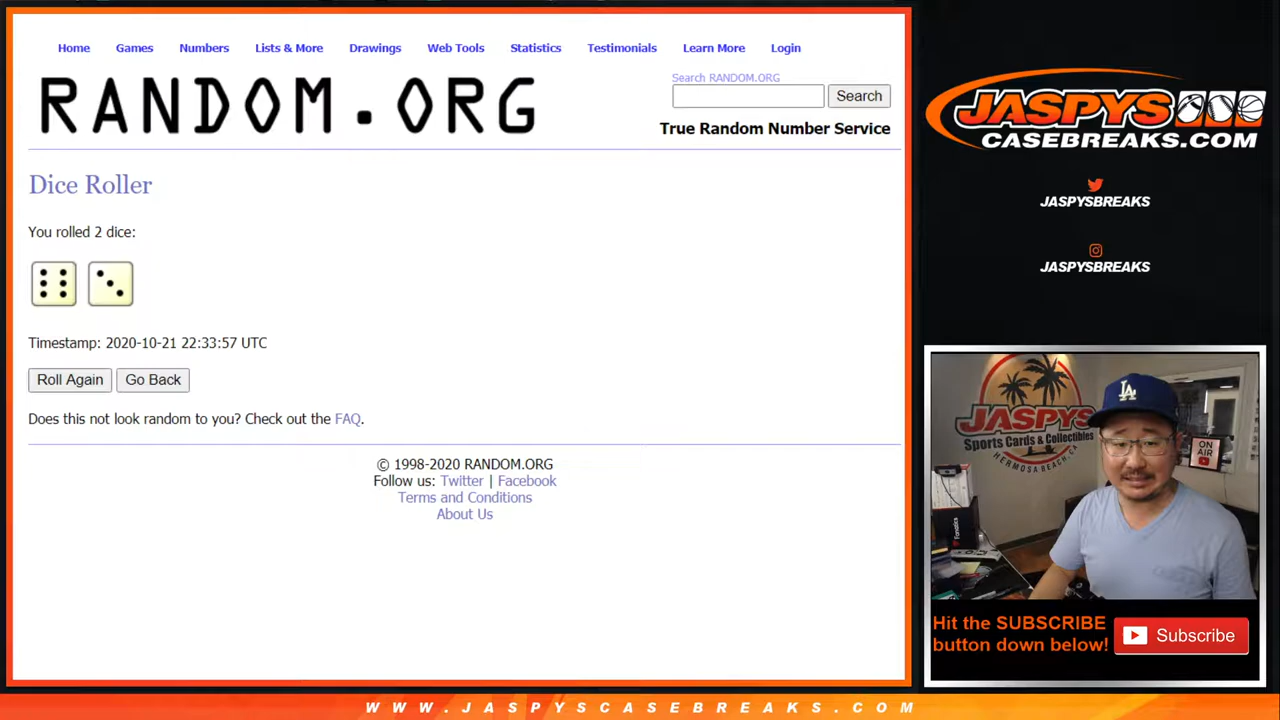 Home Games Numbers Lists & More Drawings Web Tools Statistics Testimonials Learn More Login
RANDOM.ORG
Search RANDOM.ORG
Search
True Random Number Service
Dice Roller
You rolled 2 dice:
Timestamp: 2020-10-21 22:33:57 UTC
Roll Again Go Back
Does this not look random to you? Check out the FAQ.
© 1998-2020 RANDOM.ORG
Follow us: Twitter | Facebook
Terms and Conditions
About Us
JASPYS
CASEBREAKS.COM
JASPYSBREAKS
JASPYSBREAKS
JASPYS
Sports Cards & Collectibles
HERMOSA BEACH, CA
LA
ON
AIR
Fanatics
Hit the SUBSCRIBE
button down below!
Subscribe
WWW.JASPYSCASEBREAKS.COM